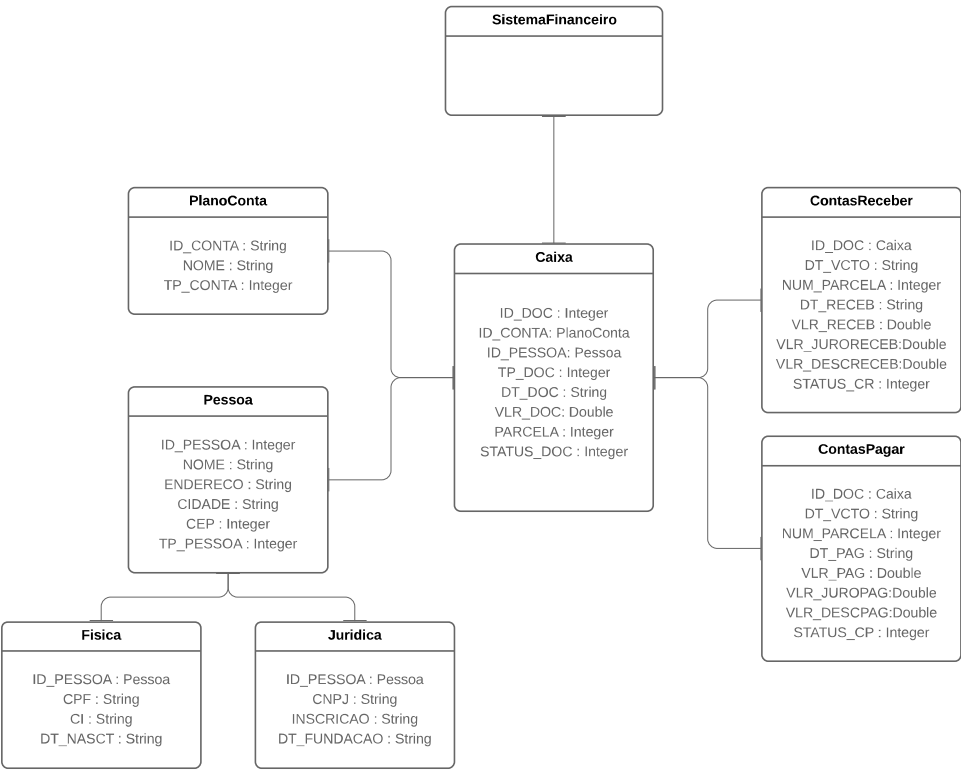 SistemaFinanceiro
PlanoConta
ID_CONTA : String
NOME : String
TP_CONTA : Integer
Pessoa
ID_PESSOA : Integer
NOME : String
ENDERECO : String
CIDADE : String
CEP : Integer
TP_PESSOA : Integer
Fisica
ID_PESSOA : Pessoa
CPF : String
CI : String
DT_NASCT : String
Juridica
ID_PESSOA : Pessoa
CNPJ : String
INSCRICAO : String
DT_FUNDACAO : String
Caixa
ID_DOC : Integer
ID_CONTA: PlanoConta
ID_PESSOA: Pessoa
TP_DOC : Integer
DT_DOC : String
VLR_DOC: Double
PARCELA : Integer
STATUS_DOC : Integer
ContasReceber
ID_DOC : Caixa
DT_VCTO : String
NUM_PARCELA : Integer
DT_RECEB : String
VLR_RECEB : Double
VLR_JURORECEB:Double
VLR_DESCRECEB:Double
STATUS_CR : Integer
ContasPagar
ID_DOC : Caixa
DT_VCTO : String
NUM_PARCELA : Integer
DT_PAG : String
VLR_PAG : Double
VLR_JUROPAG:Double
VLR_DESCPAG:Double
STATUS_CP : Integer